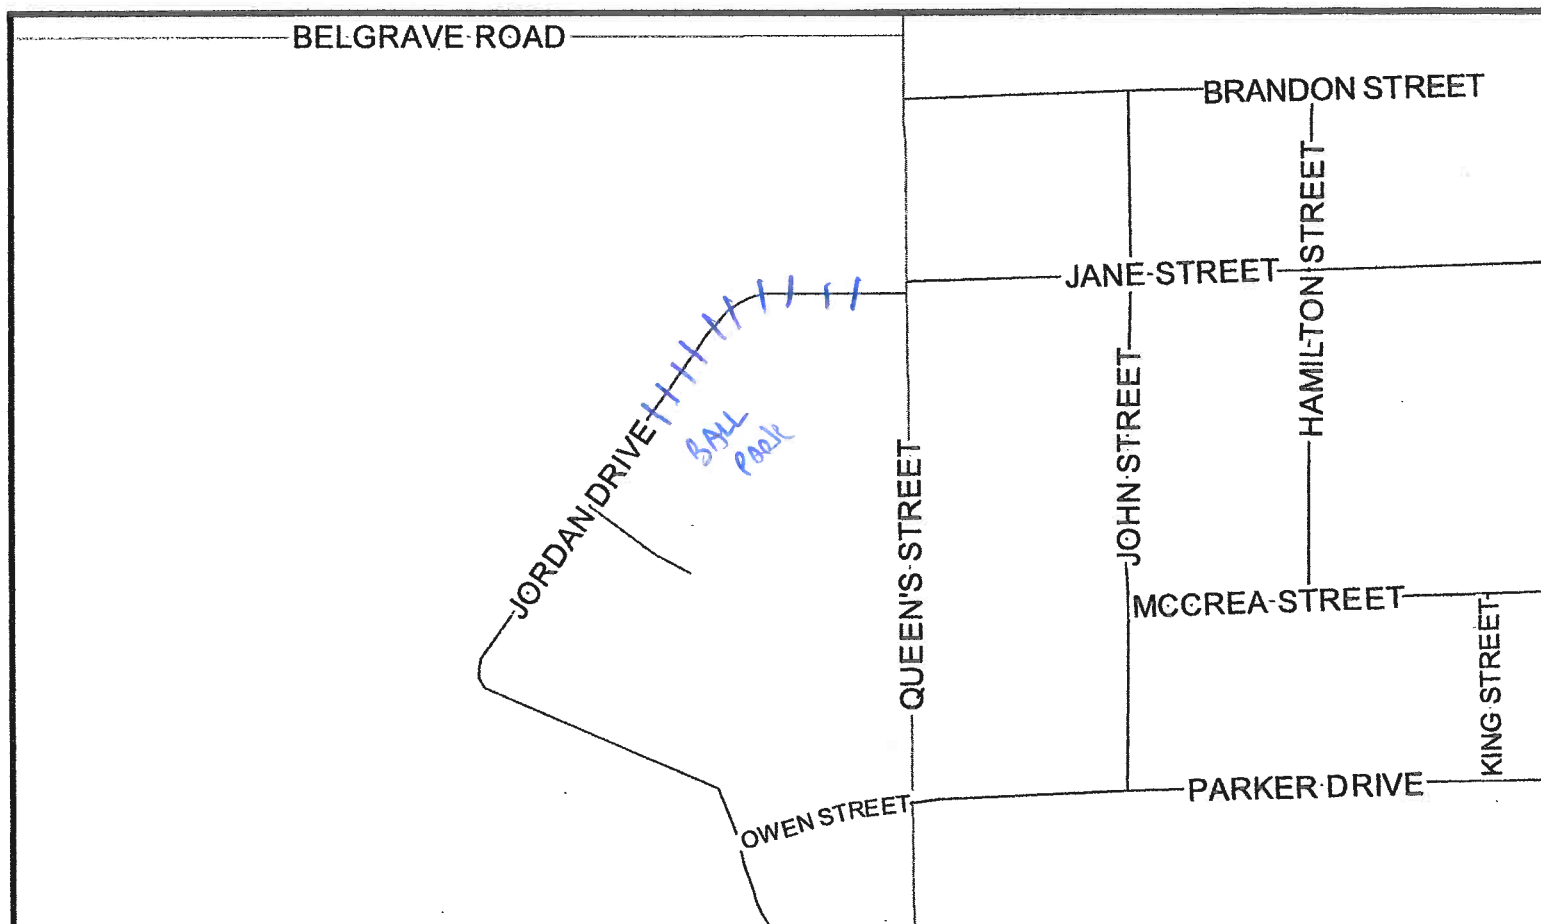 BELGRAVE ROAD
BRANDON STREET
HAMILTON STREET
JANE STREET
JOHN STREET
BALL
PARK
JORDAN DRIVE
QUEEN'S STREET
MCCREA STREET
KING STREET
PARKER DRIVE
OWEN STREET